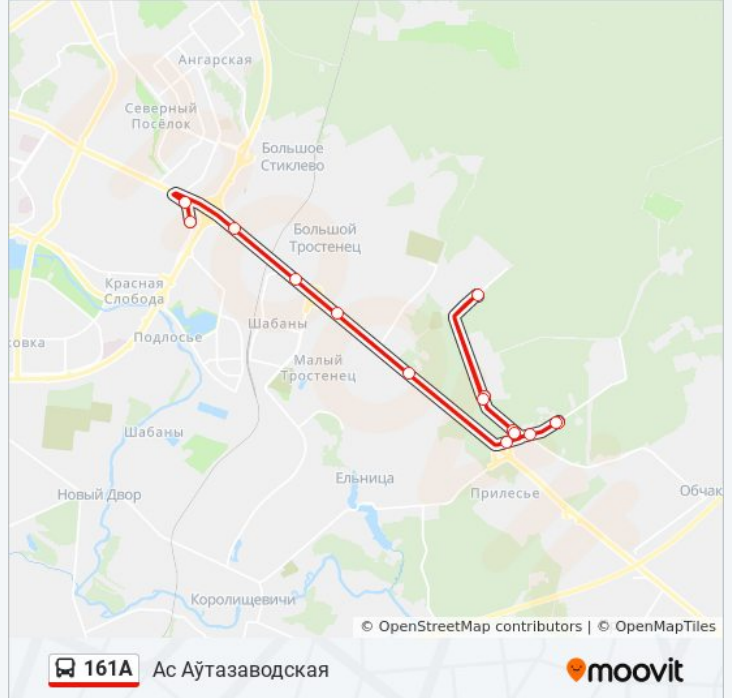 Ангарская
Северный
Посёлок
Большое
Стиклево
Большой
Тростенец
Красная
Слобода
Шабаны
овка
Подлосье
Малый
Тростенец
Шабаны
Ельница
Новый Двор
Прилесье
Обчак
Королищевичи
© OpenStreetMap contributors | © OpenMapTiles
161А Ас Аўтазаводская
moovit